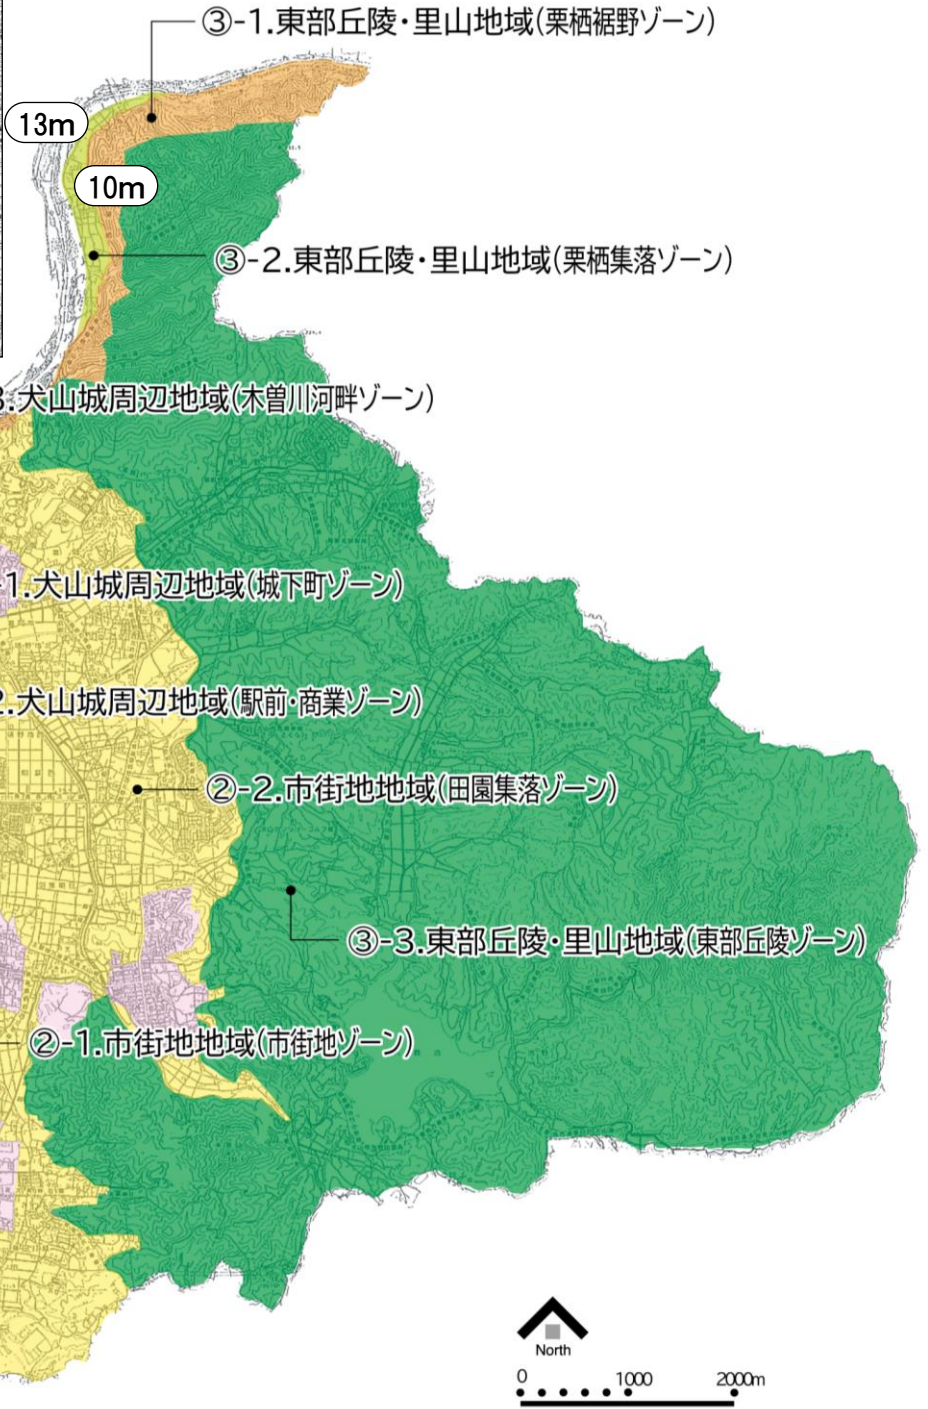 ③-1.東部丘陵・里山地域(栗栖裾野ゾーン)
13m
10m
③-2.東部丘陵・里山地域(栗栖集落ゾーン)
3.犬山城周辺地域(木曽川河畔ゾーン)
-1.犬山城周辺地域(城下町ゾーン)
2.犬山城周辺地域(駅前・商業ゾーン)
②-2.市街地地域(田園集落ゾーン)
③-3.東部丘陵・里山地域(東部丘陵ゾーン)
②-1.市街地地域(市街地ゾーン)
North
0 1000 2000m